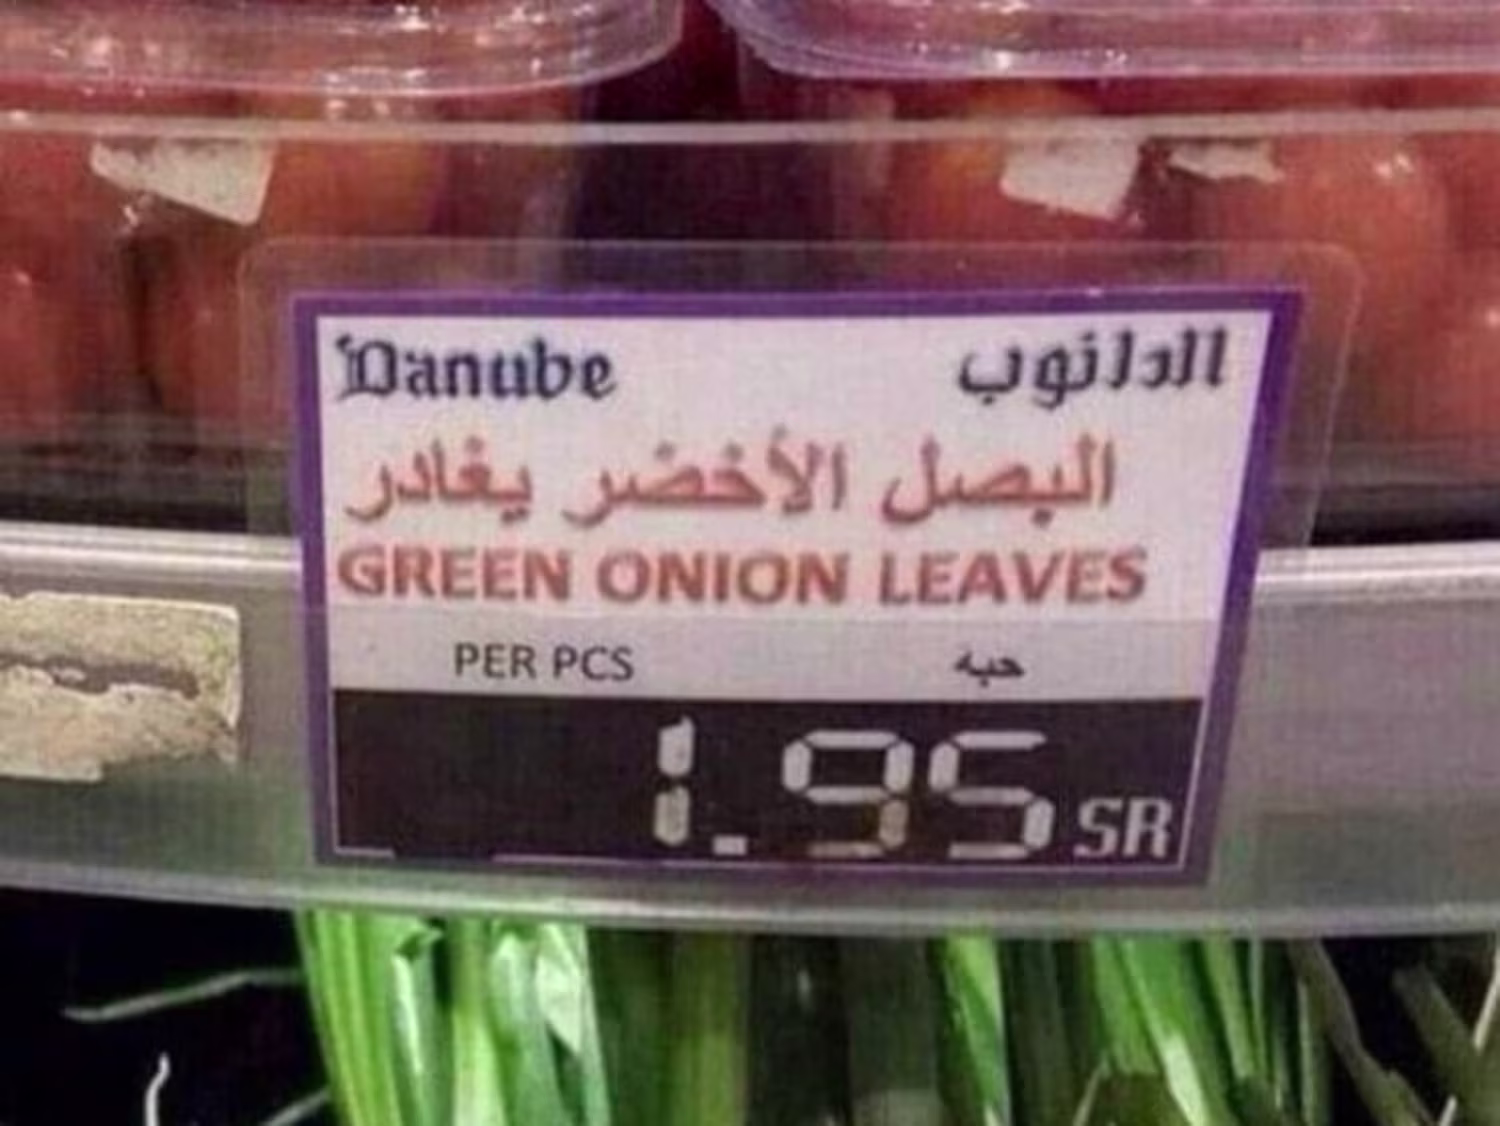 Danube الدانوب
البصل الأخضر يغادر
GREEN ONION LEAVES
PER PCS حبه
1.95 SR